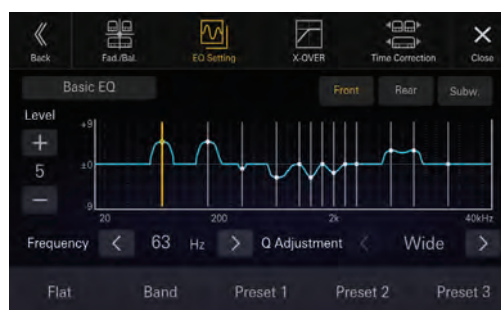 Back Fad./Bal. EQ Setting X-OVER Time Correction Close
Basic EQ Front Rear Subw.
Level
+9
+
±0
5
-9
−
20 200 2k 40kHz
Frequency < 63 Hz > Q Adjustment < Wide >
Flat Band Preset 1 Preset 2 Preset 3